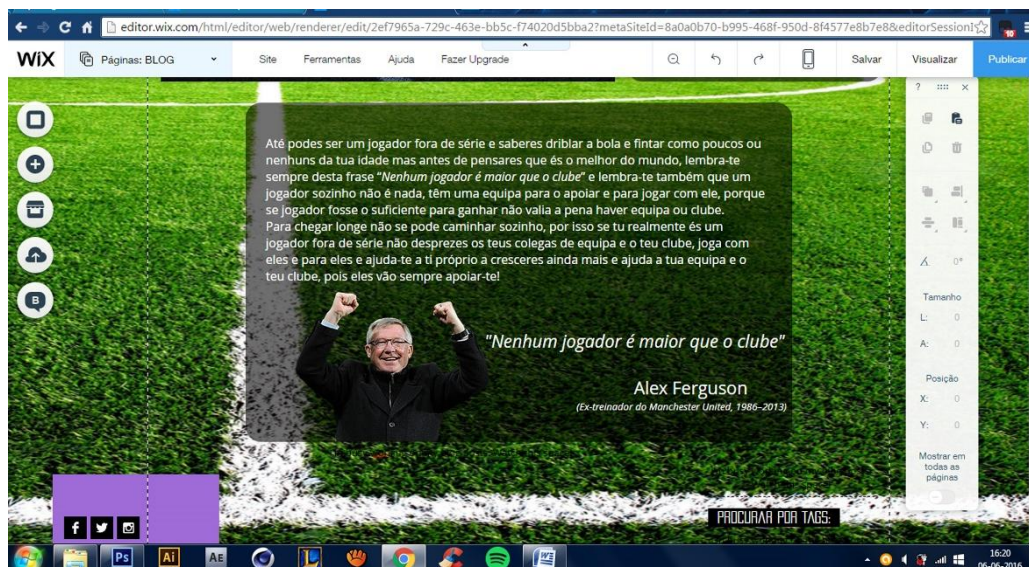 editor.wix.com/html/editor/web/renderer/edit/2ef7965a-729c-463e-bb5c-f74020d5bba2?metaSiteId=8a0a0b70-b995-468f-950d-8f4577e8b7e8&editorSessionI
10
WiX
Páginas: BLOG
Site
Ferramentas
Ajuda
Fazer Upgrade
Salvar
Visualizar
Publicar
?
Até podes ser um jogador fora de série e saberes driblar a bola e fintar como poucos ou
nenhuns da tua idade mas antes de pensares que és o melhor do mundo, lembra-te
sempre desta frase "Nenhum jogador é maior que o clube" e lembra-te também que um
jogador sozinho não é nada, têm uma equipa para o apoiar e para jogar com ele, porque
se jogador fosse o suficiente para ganhar não valia a pena haver equipa ou clube.
Para chegar longe não se pode caminhar sozinho, por isso se tu realmente és um
jogador fora de série não desprezes os teus colegas de equipa e o teu clube, joga com
eles e para eles e ajuda-te a ti próprio a cresceres ainda mais e ajuda a tua equipa e o
teu clube, pois eles vão sempre apoiar-te!
"Nenhum jogador é maior que o clube"
Alex Ferguson
(Ex-treinador do Manchester United, 1986–2013)
0°
Tamanho
L: 0
A: 0
Posição
X: 0
Y: 0
Mostrar em
todas as
páginas
B
PROCURAR POR TAGS:
Ps
Ai
AE
16:20
06-06-2016